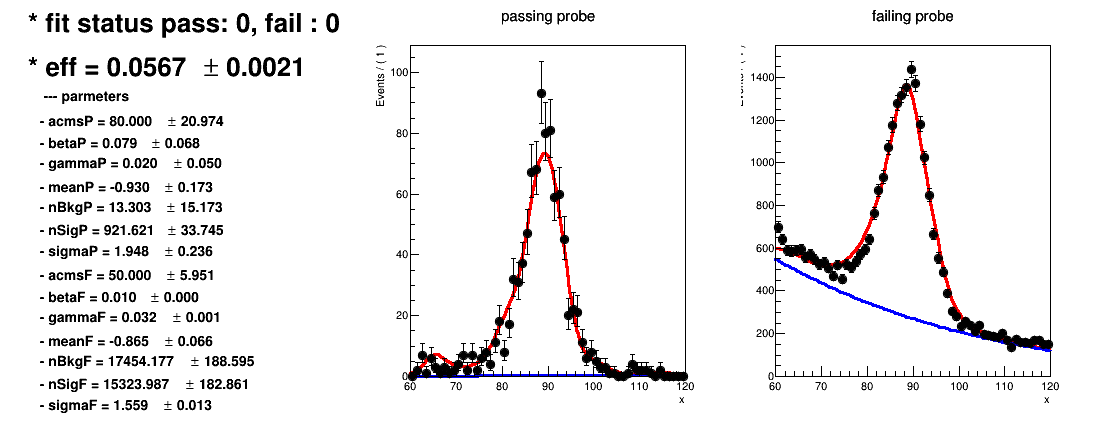 * fit status pass: 0, fail : 0
* eff = 0.0567 ± 0.0021
--- parmeters
- acmsP = 80.000 ± 20.974
- betaP = 0.079 ± 0.068
- gammaP = 0.020 ± 0.050
- meanP = -0.930 ± 0.173
- nBkgP = 13.303 ± 15.173
- nSigP = 921.621 ± 33.745
- sigmaP = 1.948 ± 0.236
- acmsF = 50.000 ± 5.951
- betaF = 0.010 ± 0.000
- gammaF = 0.032 ± 0.001
- meanF = -0.865 ± 0.066
- nBkgF = 17454.177 ± 188.595
- nSigF = 15323.987 ± 182.861
- sigmaF = 1.559 ± 0.013
passing probe
Events / ( 1 )
100
80
60
40
20
0
60 70 80 90 100 110 120
x
failing probe
1400
1200
1000
800
600
400
200
0
60 70 80 90 100 110 120
x